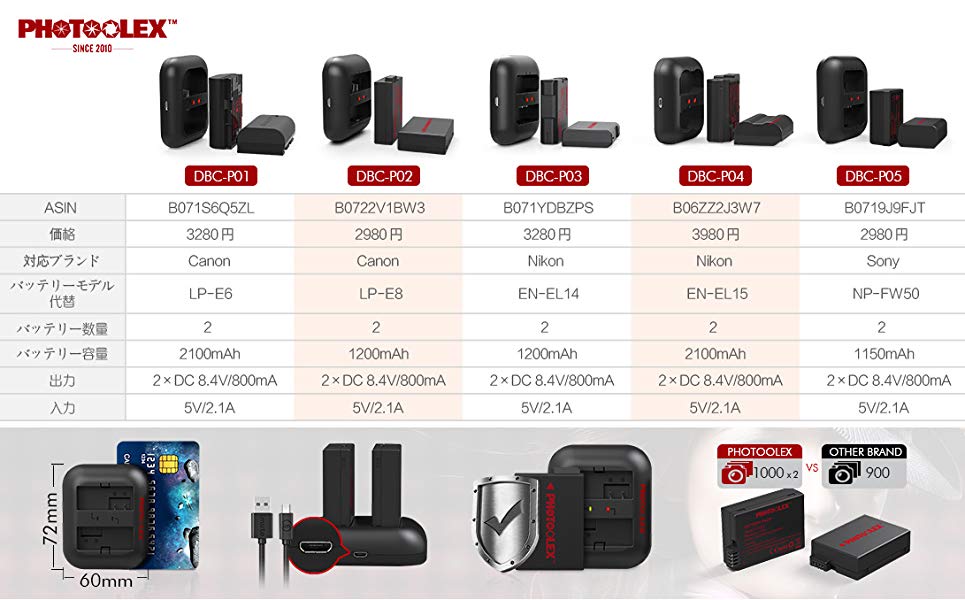 PHOTOOLEX™
SINCE 2010
DBC-P01 DBC-P02 DBC-P03 DBC-P04 DBC-P05
ASIN B071S6Q5ZL B0722V1BW3 B071YDBZPS B06ZZ2J3W7 B0719J9FJT
価格 3280円 2980円 3280円 3980円 2980円
対応ブランド Canon Canon Nikon Nikon Sony
バッテリーモデル
代替 LP-E6 LP-E8 EN-EL14 EN-EL15 NP-FW50
バッテリー数量 2 2 2 2 2
バッテリー容量 2100mAh 1200mAh 1200mAh 2100mAh 1150mAh
出力 2×DC 8.4V/800mA 2×DC 8.4V/800mA 2×DC 8.4V/800mA 2×DC 8.4V/800mA 2×DC 8.4V/800mA
入力 5V/2.1A 5V/2.1A 5V/2.1A 5V/2.1A 5V/2.1A
72mm
60mm
PHOTOOLEX
PHOTOOLEX VS OTHER BRAND
1000 x2 900
PHOTOOLEX
PHOTOOLEX